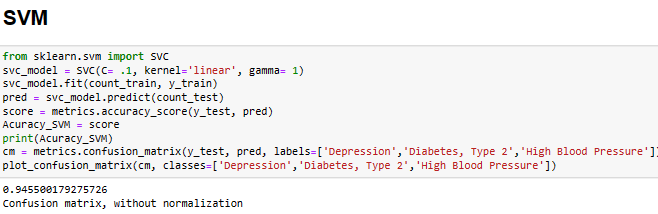 SVM
from sklearn.svm import SVC
svc_model = SVC(C= .1, kernel='linear', gamma= 1)
svc_model.fit(count_train, y_train)
pred = svc_model.predict(count_test)
score = metrics.accuracy_score(y_test, pred)
Acuracy_SVM = score
print(Acuracy_SVM)
cm = metrics.confusion_matrix(y_test, pred, labels=['Depression','Diabetes, Type 2','High Blood Pressure'])
plot_confusion_matrix(cm, classes=['Depression','Diabetes, Type 2','High Blood Pressure'])
0.945500179275726
Confusion matrix, without normalization